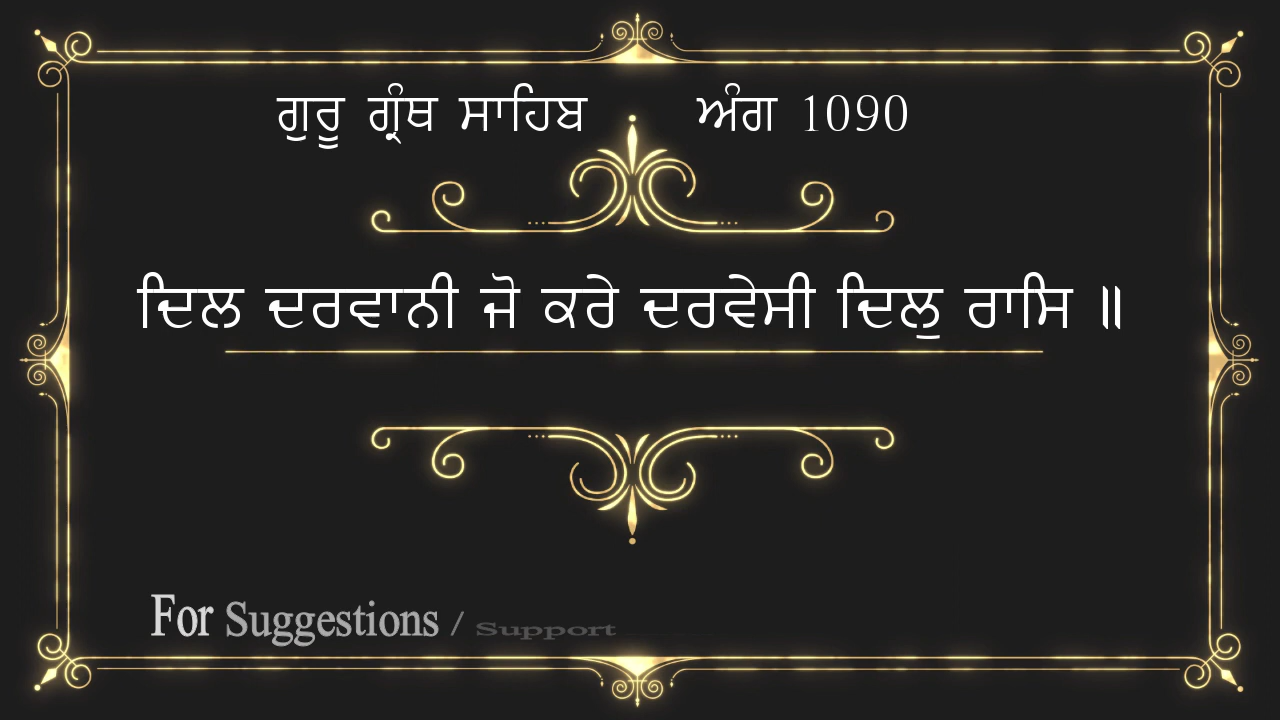 ਗੁਰੂ ਗ੍ਰੰਥ ਸਾਹਿਬ ਅੰਗ 1090
ਦਿਲ ਦਰਵਾਨੀ ਜੋ ਕਰੇ ਦਰਵੇਸੀ ਦਿਲੁ ਰਾਸਿ ॥
For Suggestions / Support